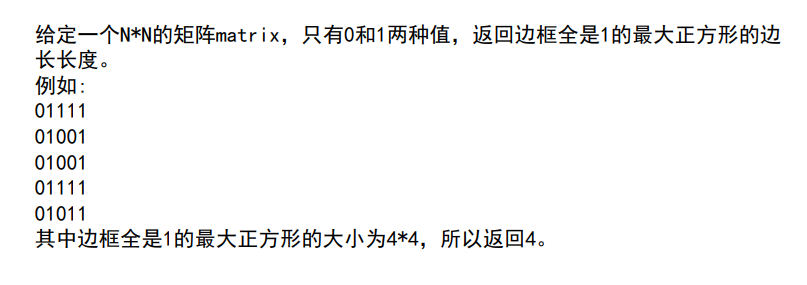 给定一个N*N的矩阵matrix，只有0和1两种值，返回边框全是1的最大正方形的边
长长度。
例如：
01111
01001
01001
01111
01011
其中边框全是1的最大正方形的大小为4*4，所以返回4。